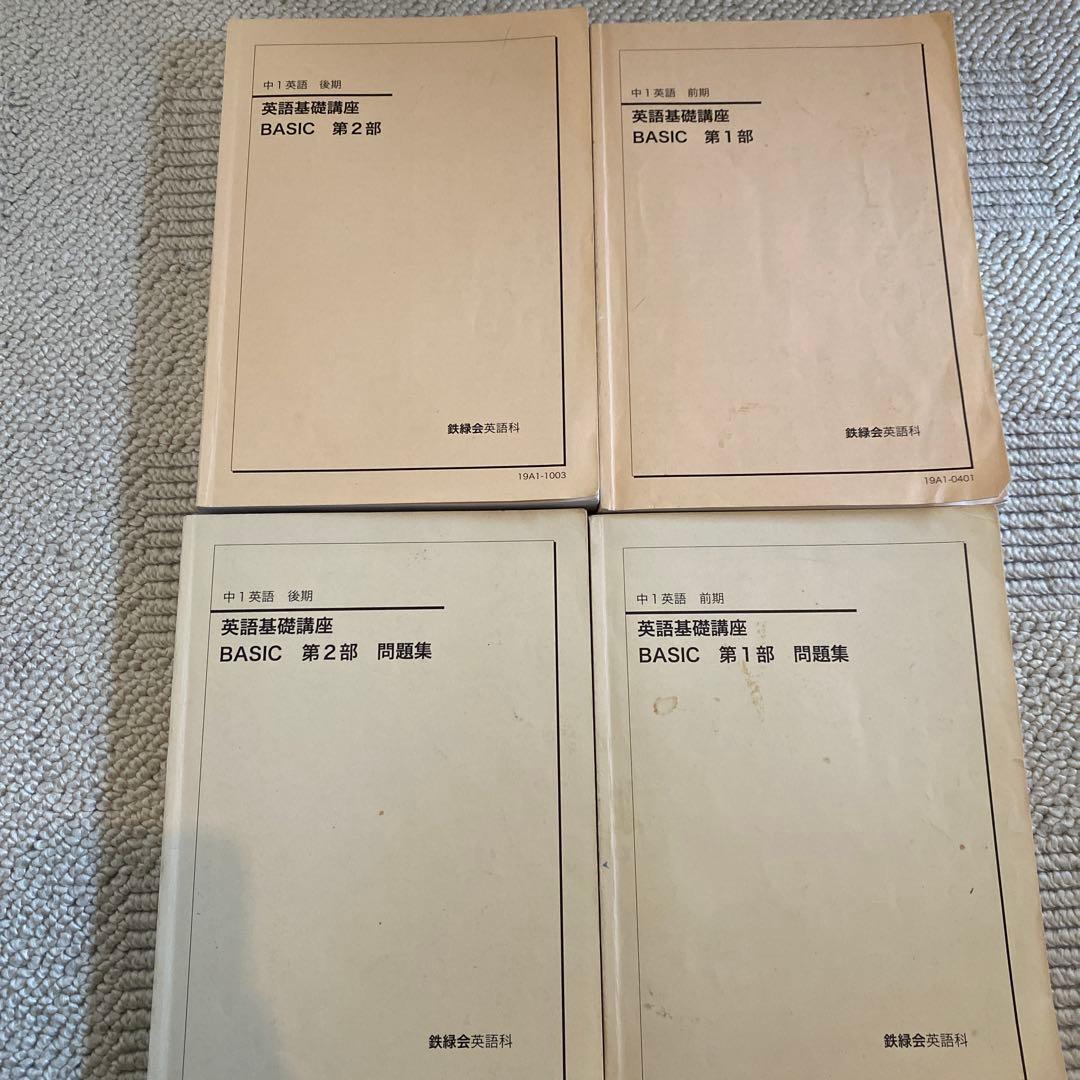 中1英語 後期
英語基礎講座
BASIC 第2部
鉄緑会英語科
19A1-1003
中1英語 前期
英語基礎講座
BASIC 第1部
鉄緑会英語科
19A1-0401
中1英語 後期
英語基礎講座
BASIC 第2部 問題集
鉄緑会英語科
中1英語 前期
英語基礎講座
BASIC 第1部 問題集
鉄緑会英語科